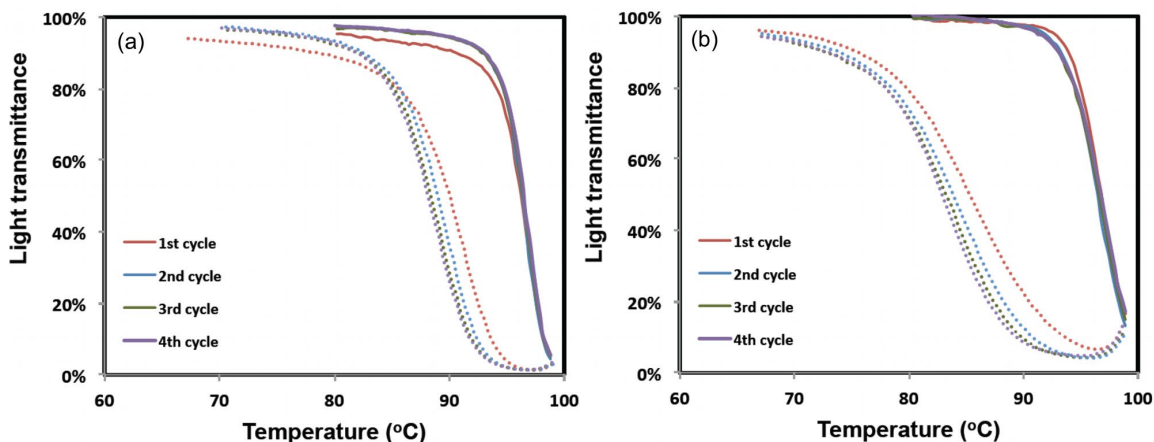 (a)
Light transmittance
100%
80%
60%
40%
20%
0%
1st cycle
2nd cycle
3rd cycle
4th cycle
60
70
80
90
100
Temperature (ºC)
(b)
Light transmittance
100%
80%
60%
40%
20%
0%
1st cycle
2nd cycle
3rd cycle
4th cycle
60
70
80
90
100
Temperature (ºC)